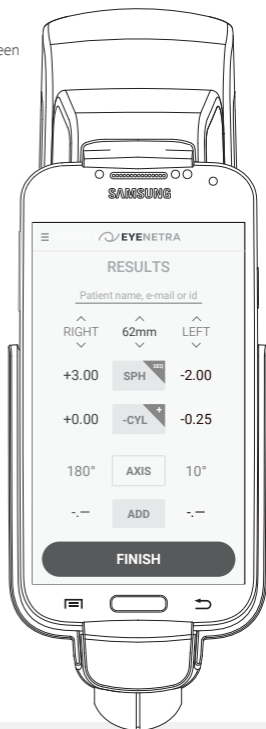 een
SAMSUNG
EYENETRA
RESULTS
Patient name, e-mail or id
RIGHT 62mm LEFT
+3.00 SPH SEQ -2.00
+0.00 -CYL + -0.25
180° AXIS 10°
-.— ADD -.—
FINISH